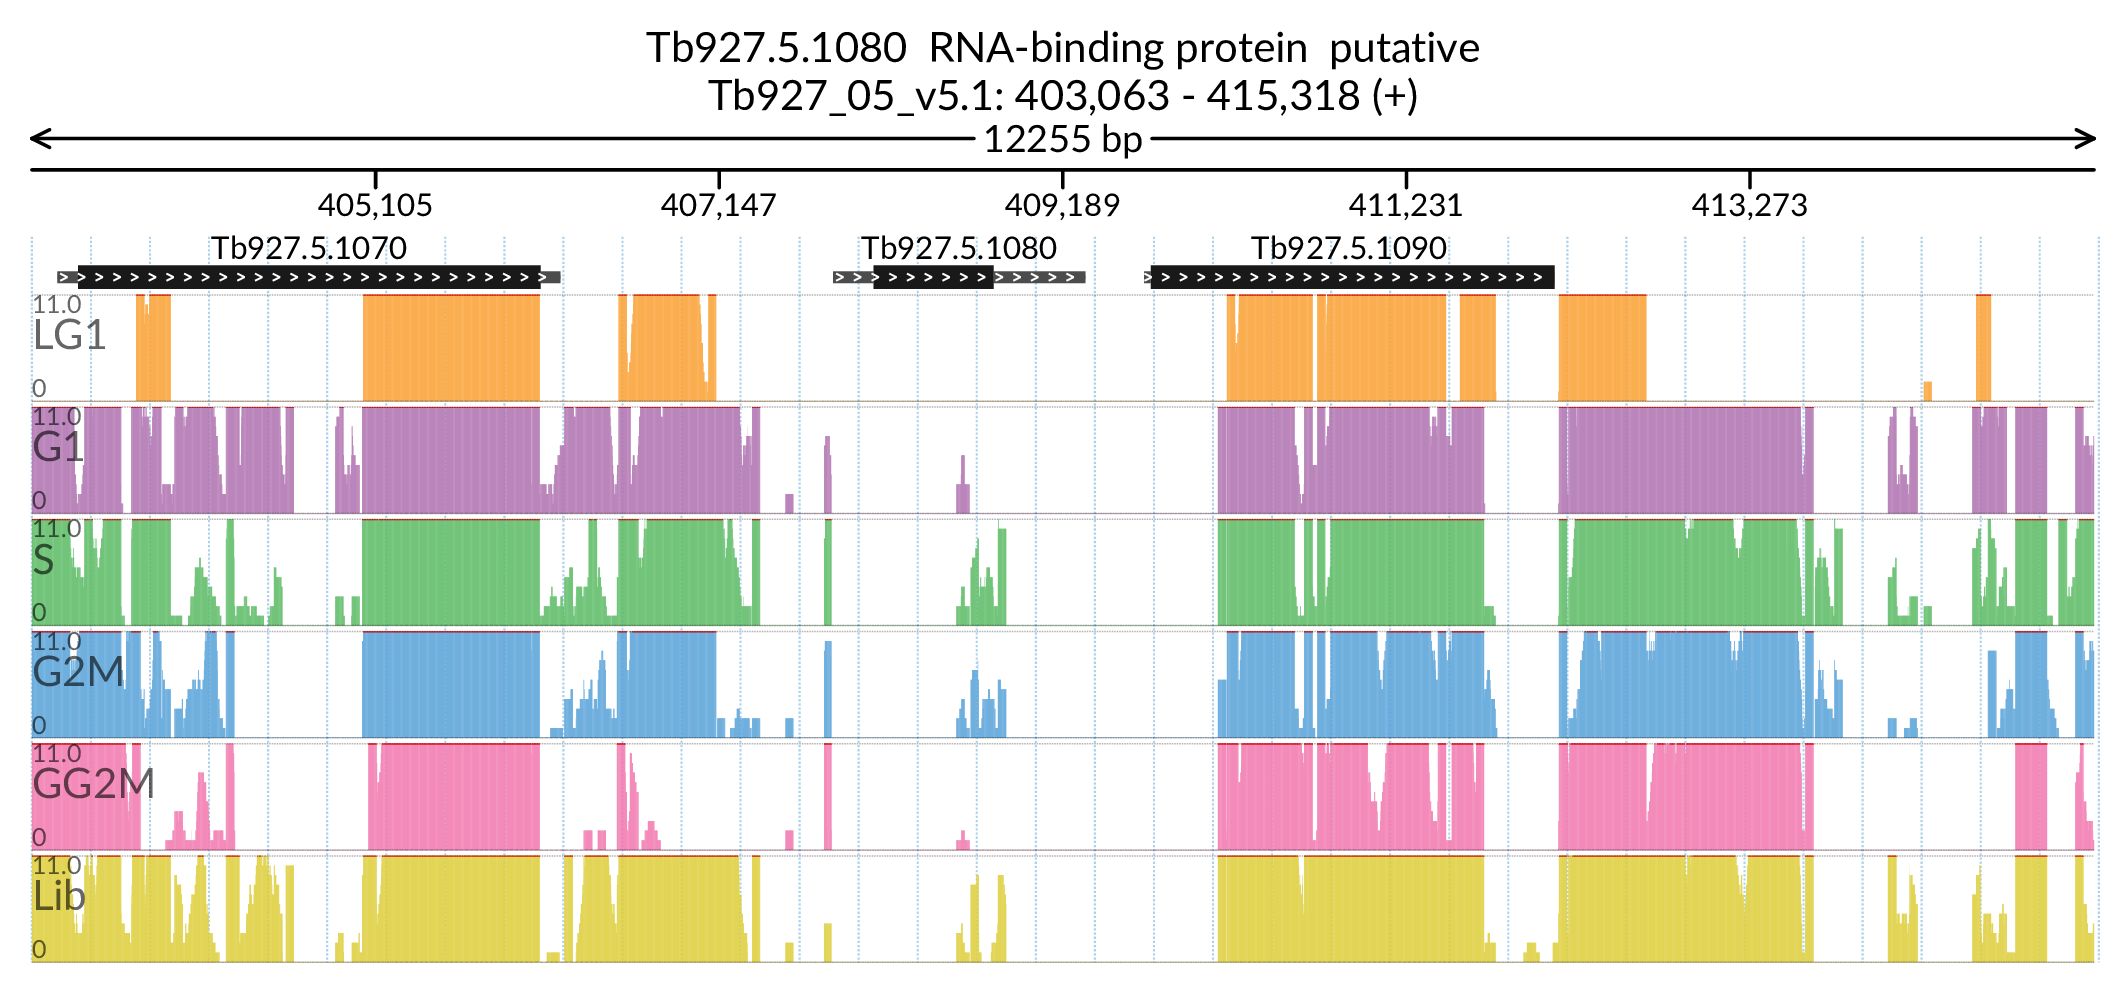 Tb927.5.1080 RNA-binding protein putative
Tb927_05_v5.1: 403,063 - 415,318 (+)
12255 bp
405,105 407,147 409,189 411,231 413,273
Tb927.5.1070 Tb927.5.1080 Tb927.5.1090
11.0
LG1
0
11.0
G1
0
11.0
S
0
11.0
G2M
0
11.0
GG2M
0
11.0
Lib
0